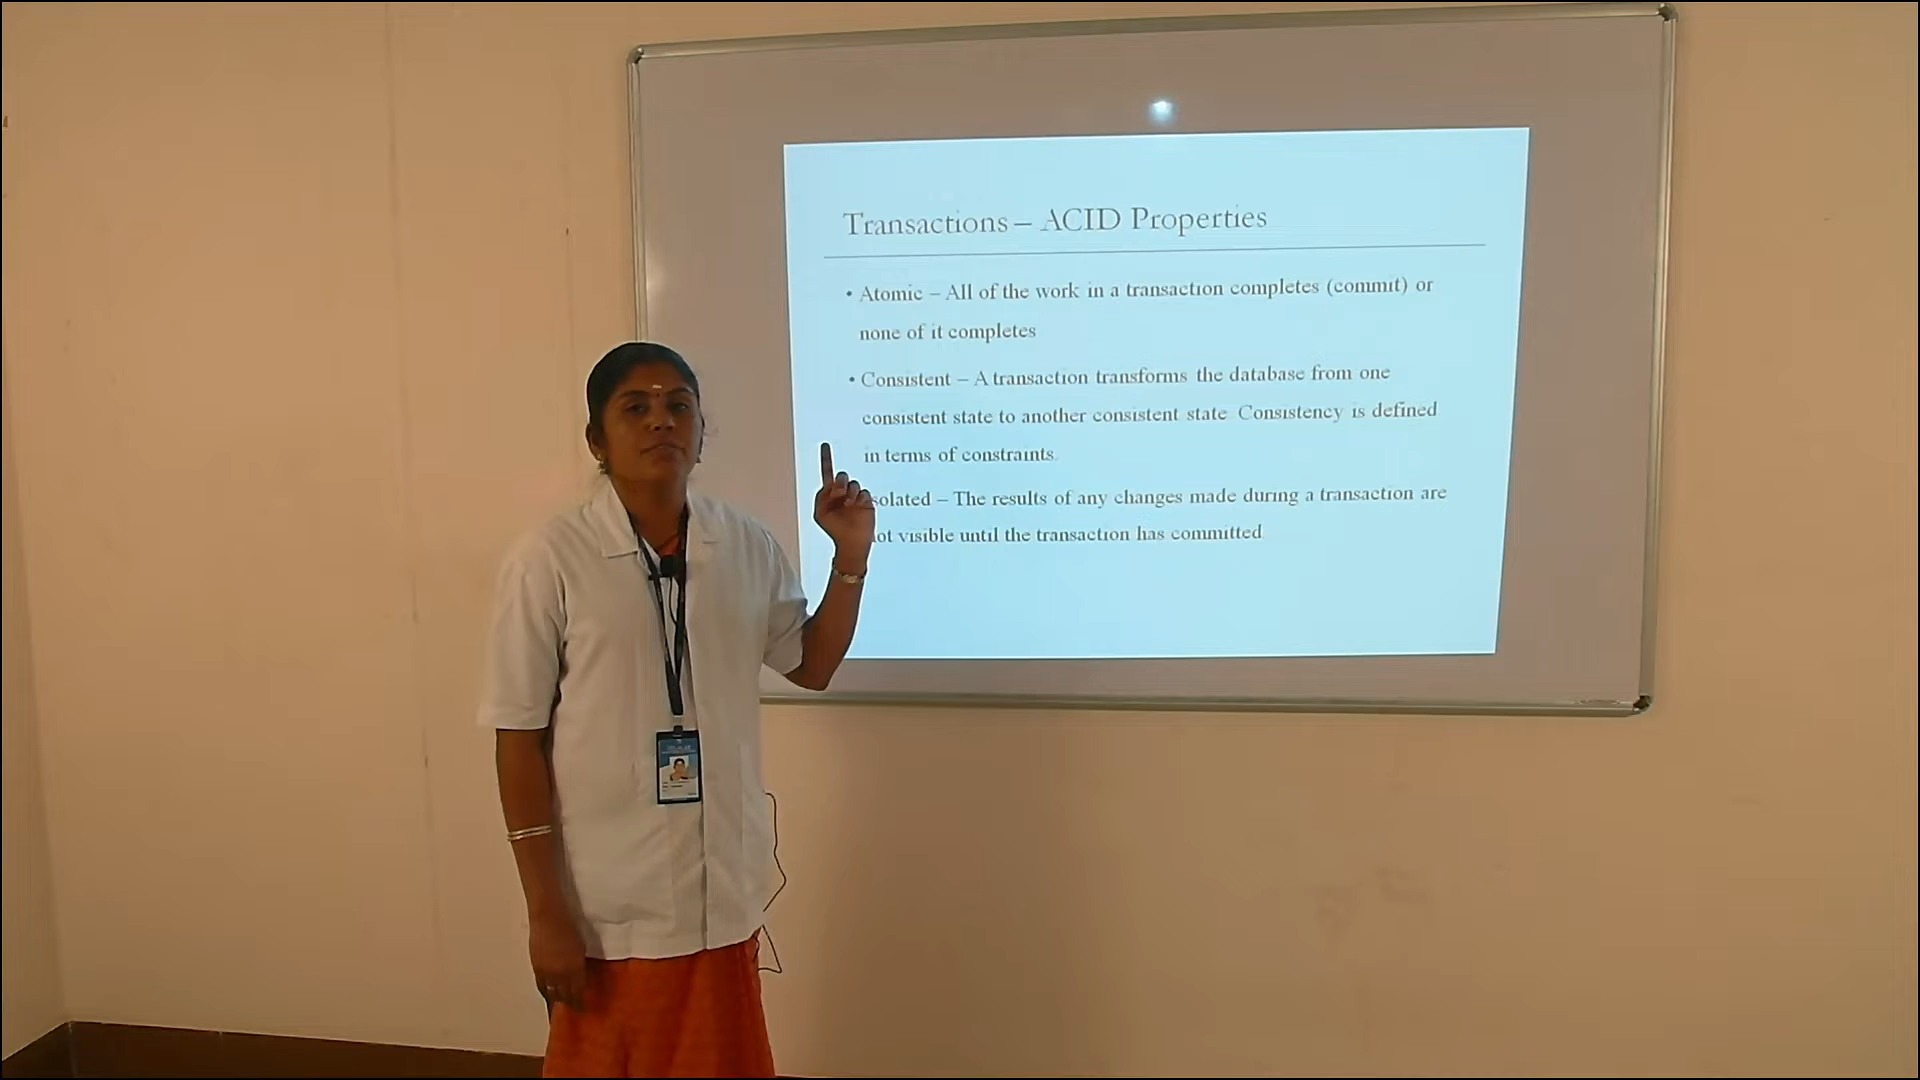 Transactions – ACID Properties
• Atomic – All of the work in a transaction completes (commit) or
none of it completes
• Consistent – A transaction transforms the database from one
consistent state to another consistent state Consistency is defined
in terms of constraints.
solated – The results of any changes made during a transaction are
ot visible until the transaction has committed